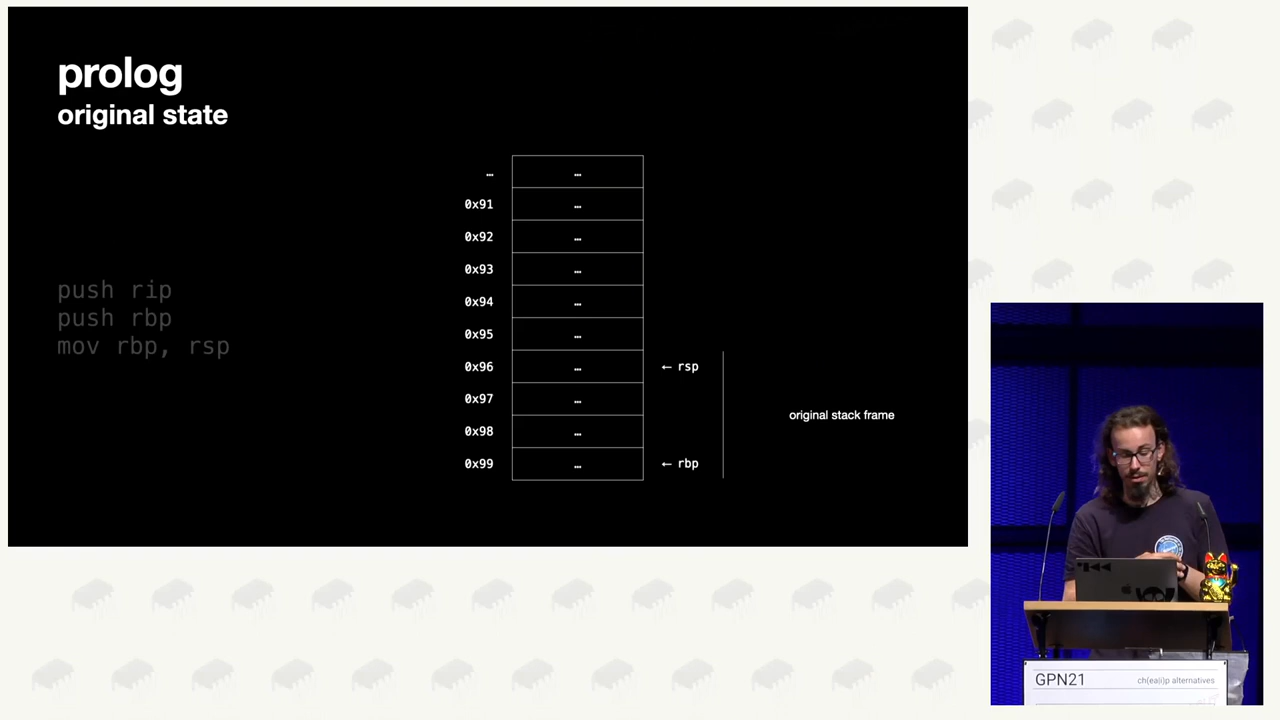 prolog
original state
… …
0x91 …
0x92 …
0x93 …
0x94 …
0x95 …
0x96 … ← rsp
0x97 …
0x98 …
0x99 … ← rbp
original stack frame
push rip
push rbp
mov rbp, rsp
GPN21
ch(ea(i)p alternatives